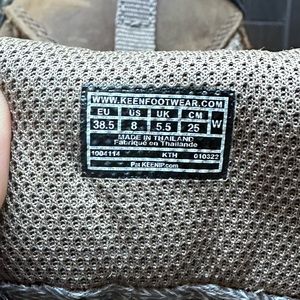 WWW.KEENFOOTWEAR.COM
EU US UK CM W
38.5 8 5.5 25
MADE IN THAILAND
Fabriqué en Thaïlande
1004114 KTH 010322
Pat KEENIP.com